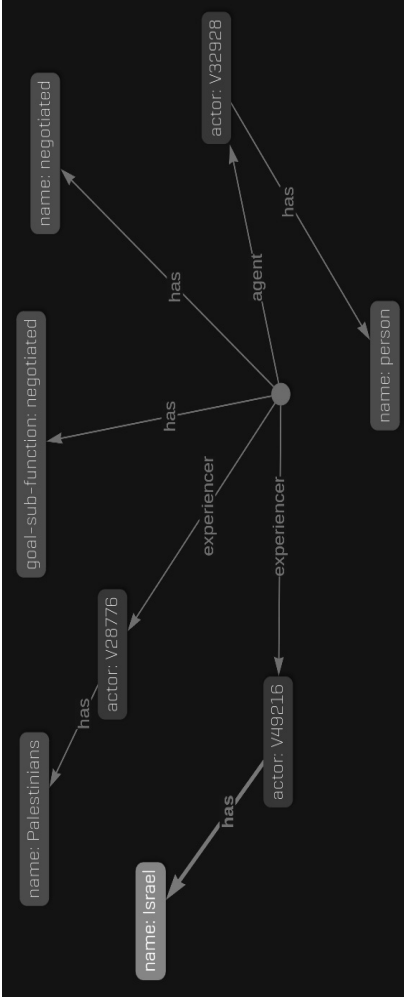 actor: V32928
name: negotiated
has
agent
has
name: person
goal-sub-function: negotiated
has
experiencer
experiencer
actor: V28776
has
actor: V49216
name: Palestinians
has
name: Israel